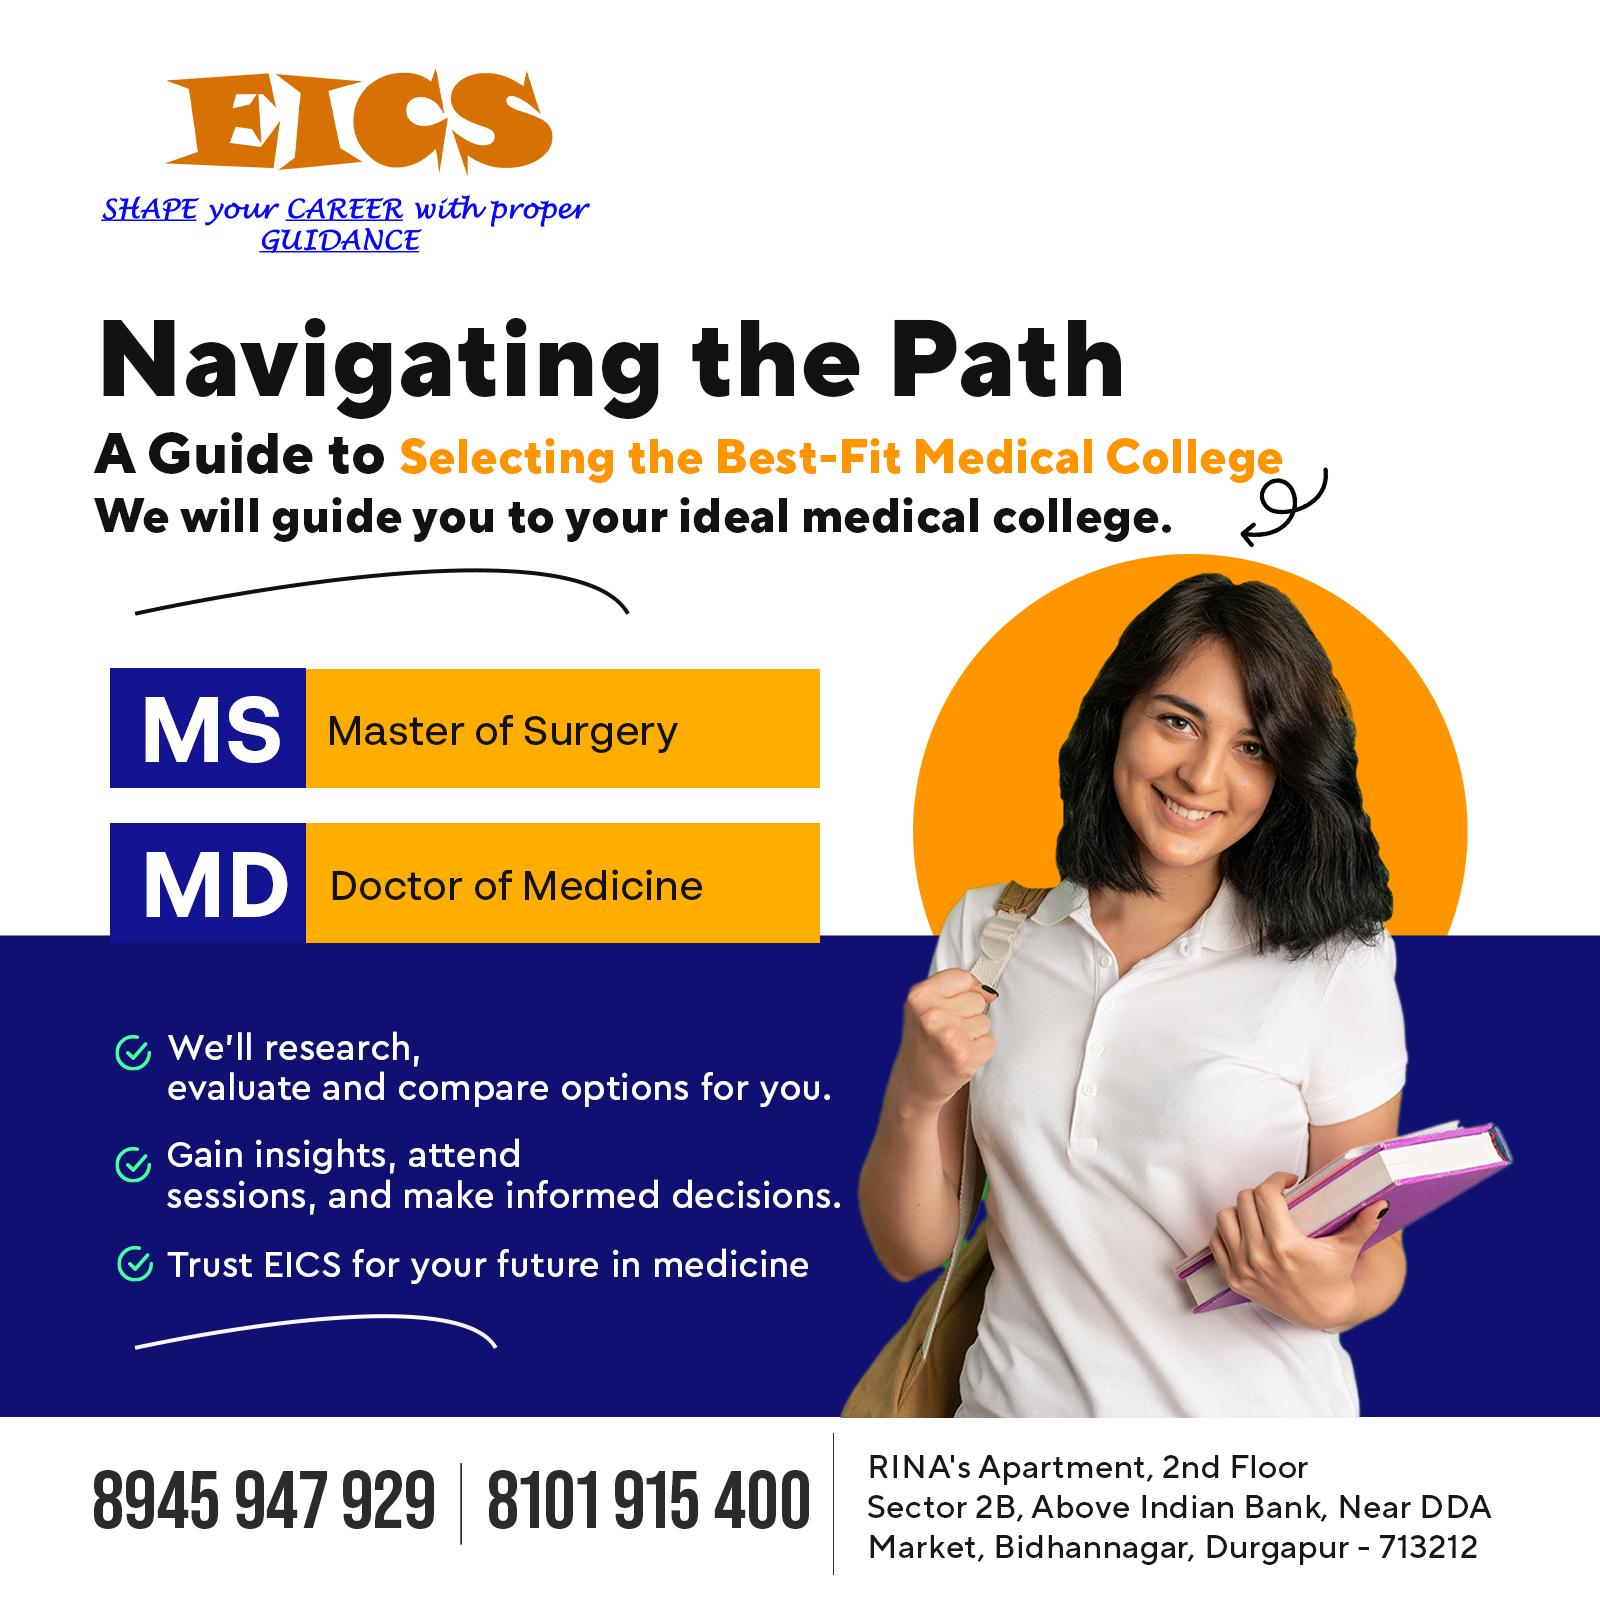 EICS
SHAPE your CAREER with proper
GUIDANCE
Navigating the Path
A Guide to Selecting the Best-Fit Medical College
We will guide you to your ideal medical college.
MS Master of Surgery
MD Doctor of Medicine
We'll research,
evaluate and compare options for you.
Gain insights, attend
sessions, and make informed decisions.
Trust EICS for your future in medicine
8945 947 929 | 8101 915 400
RINA's Apartment, 2nd Floor
Sector 2B, Above Indian Bank, Near DDA
Market, Bidhannagar, Durgapur - 713212